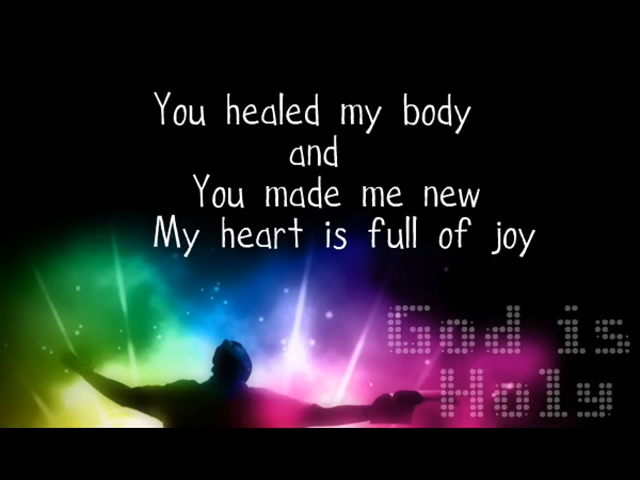 You healed my body
and
You made me new
My heart is full of joy
God is
Holy